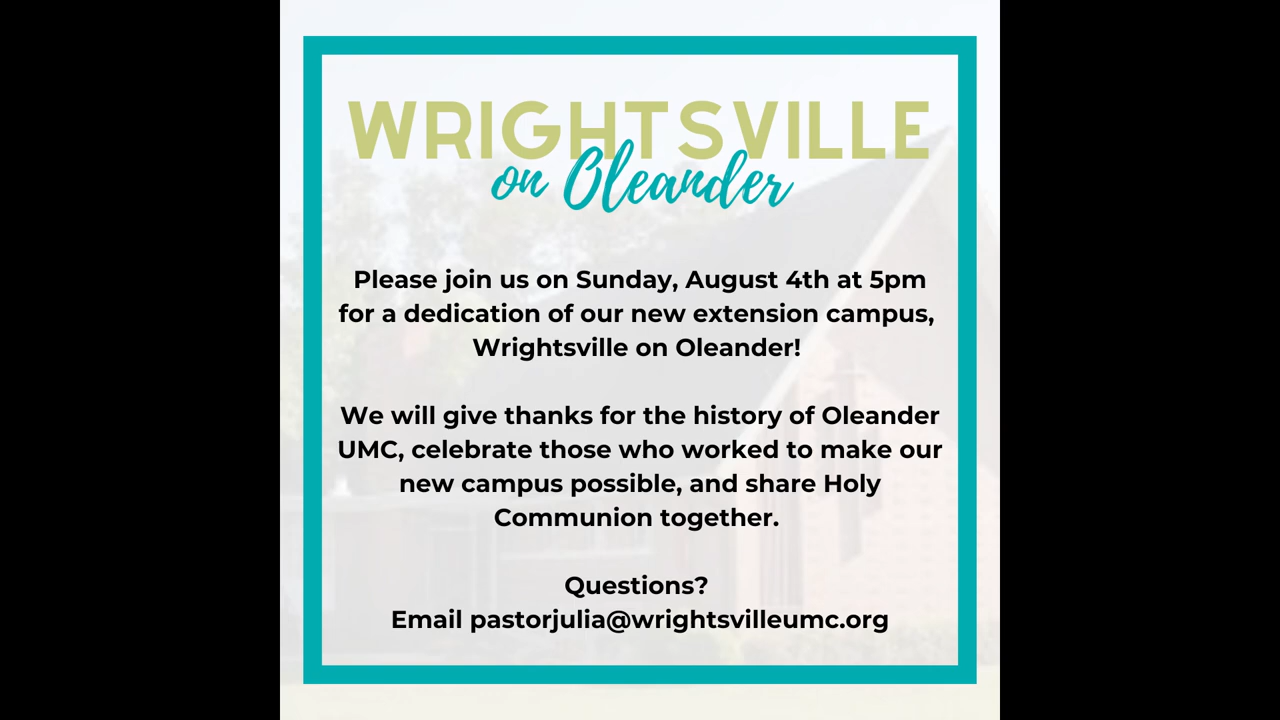 WRIGHTSVILLE
on Oleander
Please join us on Sunday, August 4th at 5pm
for a dedication of our new extension campus,
Wrightsville on Oleander!
We will give thanks for the history of Oleander
UMC, celebrate those who worked to make our
new campus possible, and share Holy
Communion together.
Questions?
Email pastorjulia@wrightsvilleumc.org